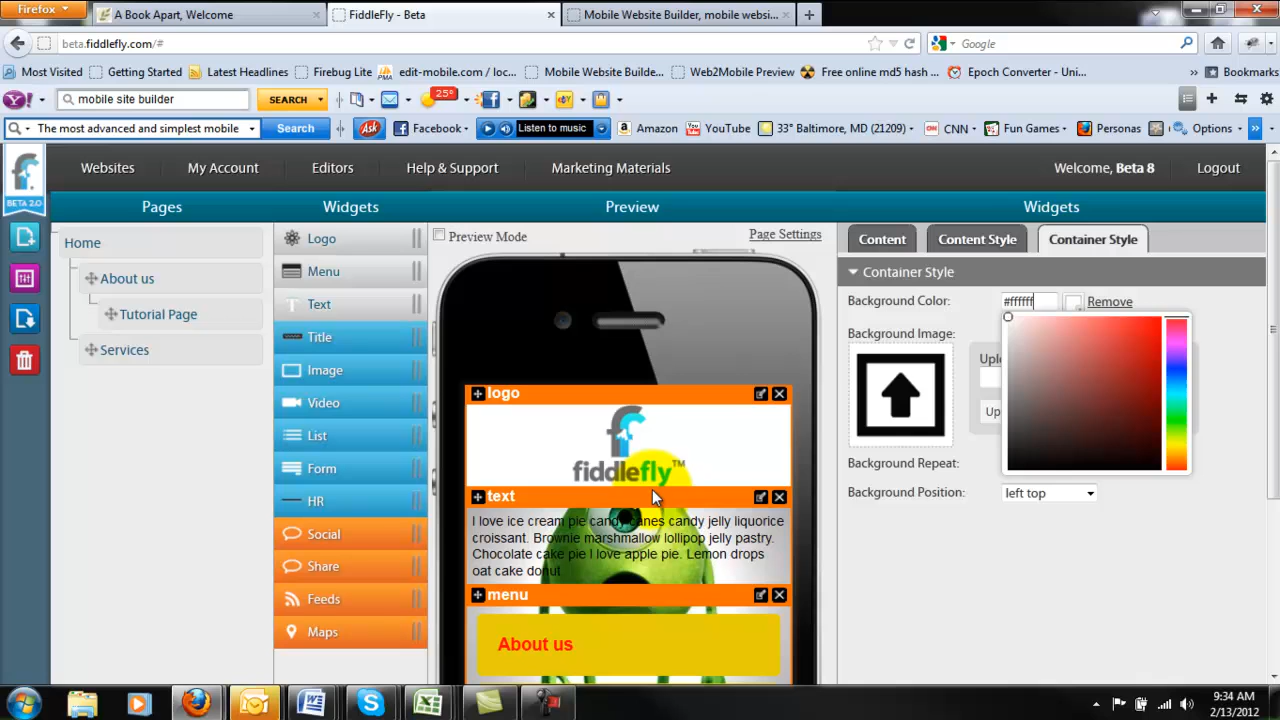 Firefox
A Book Apart, Welcome
FiddleFly - Beta
Mobile Website Builder, mobile websi...
beta.fiddlefly.com/#
Google
Most Visited
Getting Started
Latest Headlines
Firebug Lite
edit-mobile.com / loc...
Mobile Website Builde...
Web2Mobile Preview
Free online md5 hash ...
Epoch Converter - Uni...
Bookmarks
mobile site builder
SEARCH
25°
The most advanced and simplest mobile
Search
Ask
Facebook
Listen to music
Amazon
YouTube
33° Baltimore, MD (21209)
CNN
Fun Games
Personas
Options
BETA 2.0
Websites
My Account
Editors
Help & Support
Marketing Materials
Welcome, Beta 8
Logout
Pages
Widgets
Preview
Widgets
Home
About us
Tutorial Page
Services
Logo
Menu
Text
Title
Image
Video
List
Form
HR
Social
Share
Feeds
Maps
Preview Mode
Page Settings
logo
fiddlefly™
text
I love ice cream pie candy canes candy jelly liquorice
croissant. Brownie marshmallow lollipop jelly pastry.
Chocolate cake pie I love apple pie. Lemon drops
oat cake donut
menu
About us
Content
Content Style
Container Style
Container Style
Background Color:
#ffffff
Remove
Background Image:
Uplo
Up
Background Repeat:
Background Position:
left top
9:34 AM
2/13/2012